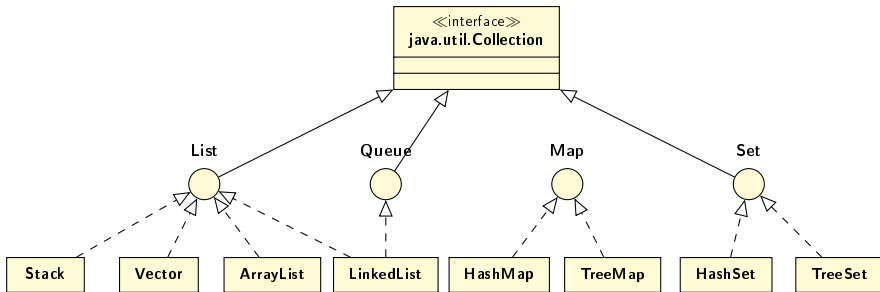 ≪interface≫
java.util.Collection
List
Queue
Map
Set
Stack
Vector
ArrayList
LinkedList
HashMap
TreeMap
HashSet
TreeSet